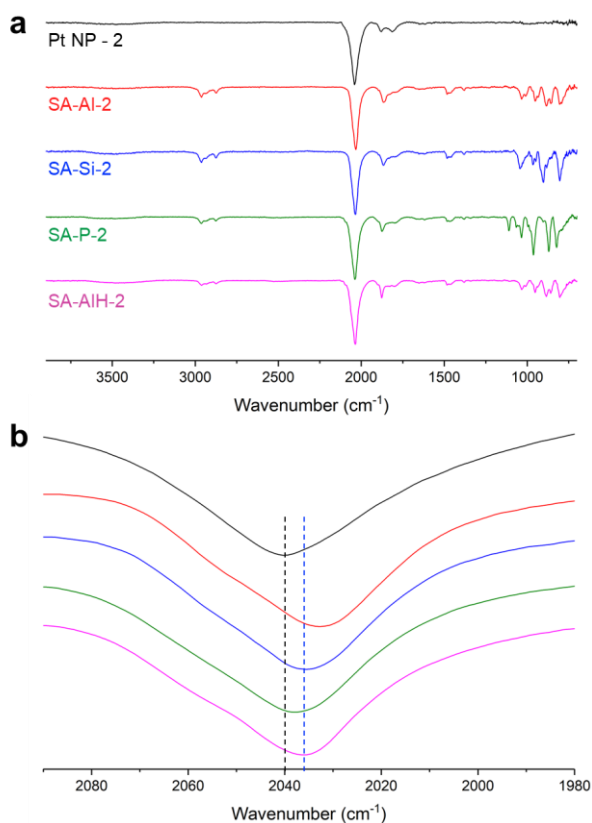 a
Pt NP - 2
SA-Al-2
SA-Si-2
SA-P-2
SA-AlH-2
3500 3000 2500 2000 1500 1000
Wavenumber (cm⁻¹)
b
2080 2060 2040 2020 2000 1980
Wavenumber (cm⁻¹)